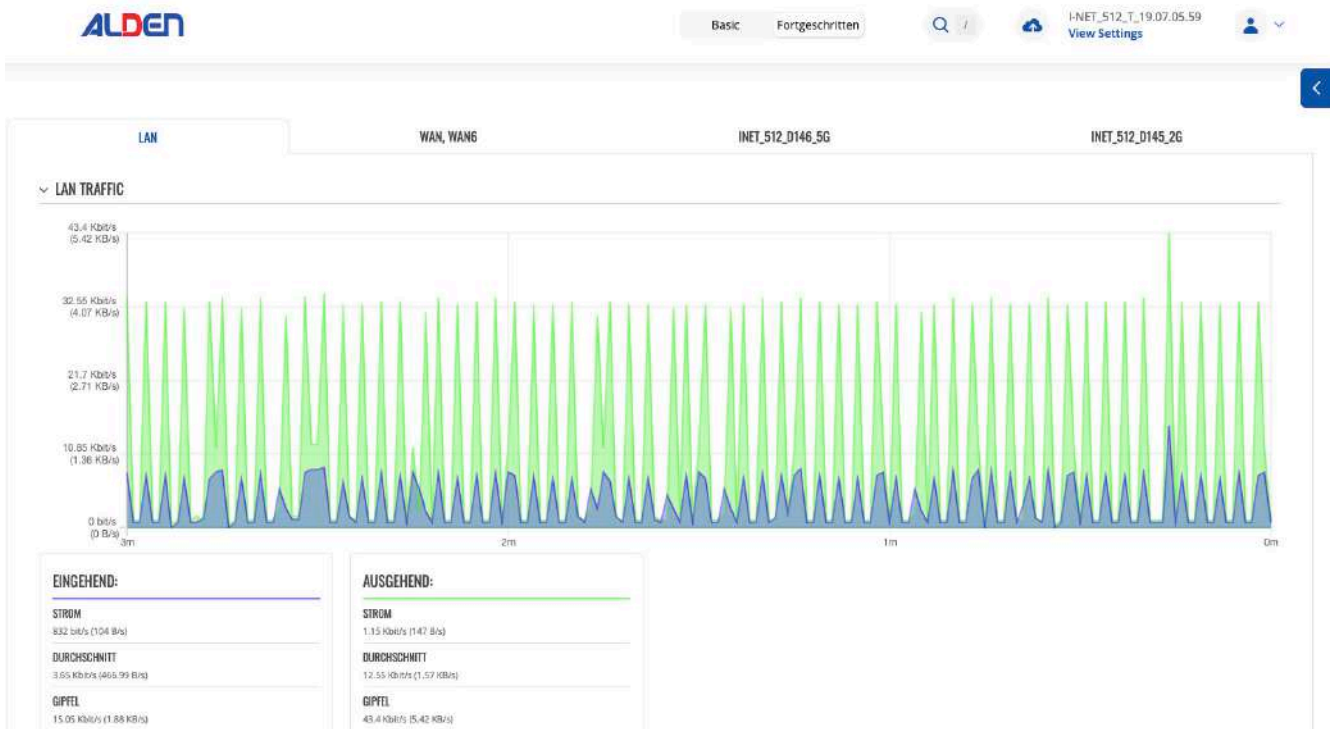 ALDEN
Basic Fortgeschritten
/
I-NET_512_T_19.07.05.59
View Settings
LAN WAN, WAN6 INET_512_D146_5G INET_512_D145_2G
LAN TRAFFIC
43.4 Kbit/s
(5.42 KB/s)
32.55 Kbit/s
(4.07 KB/s)
21.7 Kbit/s
(2.71 KB/s)
10.85 Kbit/s
(1.36 KB/s)
0 bit/s
(0 B/s)
3m 2m 1m 0m
EINGEHEND:
STROM
832 bit/s (104 B/s)
DURCHSCHNITT
3.65 Kbit/s (466.99 B/s)
GIPFEL
15.05 Kbit/s (1.88 KB/s)
AUSGEHEND:
STROM
1.15 Kbit/s (147 B/s)
DURCHSCHNITT
12.55 Kbit/s (1.57 KB/s)
GIPFEL
43.4 Kbit/s (5.42 KB/s)